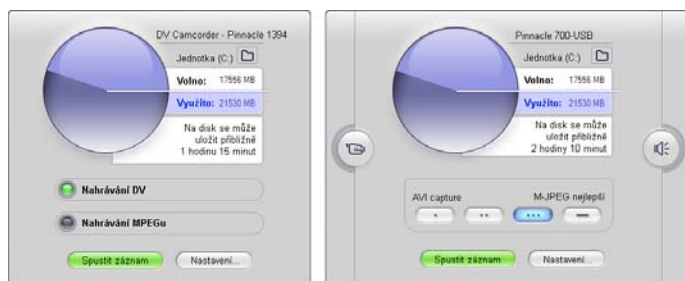 DV Camcorder - Pinnacle 1394
Jednotka (C:)
Volno: 17556 MB
Využito: 21530 MB
Na disk se může
uložit přibližně
1 hodinu 15 minut
Nahrávání DV
Nahrávání MPEGu
Spustit záznam
Nastavení...
Pinnacle 700-USB
Jednotka (C:)
Volno: 17556 MB
Využito: 21530 MB
Na disk se může
uložit přibližně
2 hodiny 10 minut
AVI capture M-JPEG nejlepší
Spustit záznam
Nastavení...